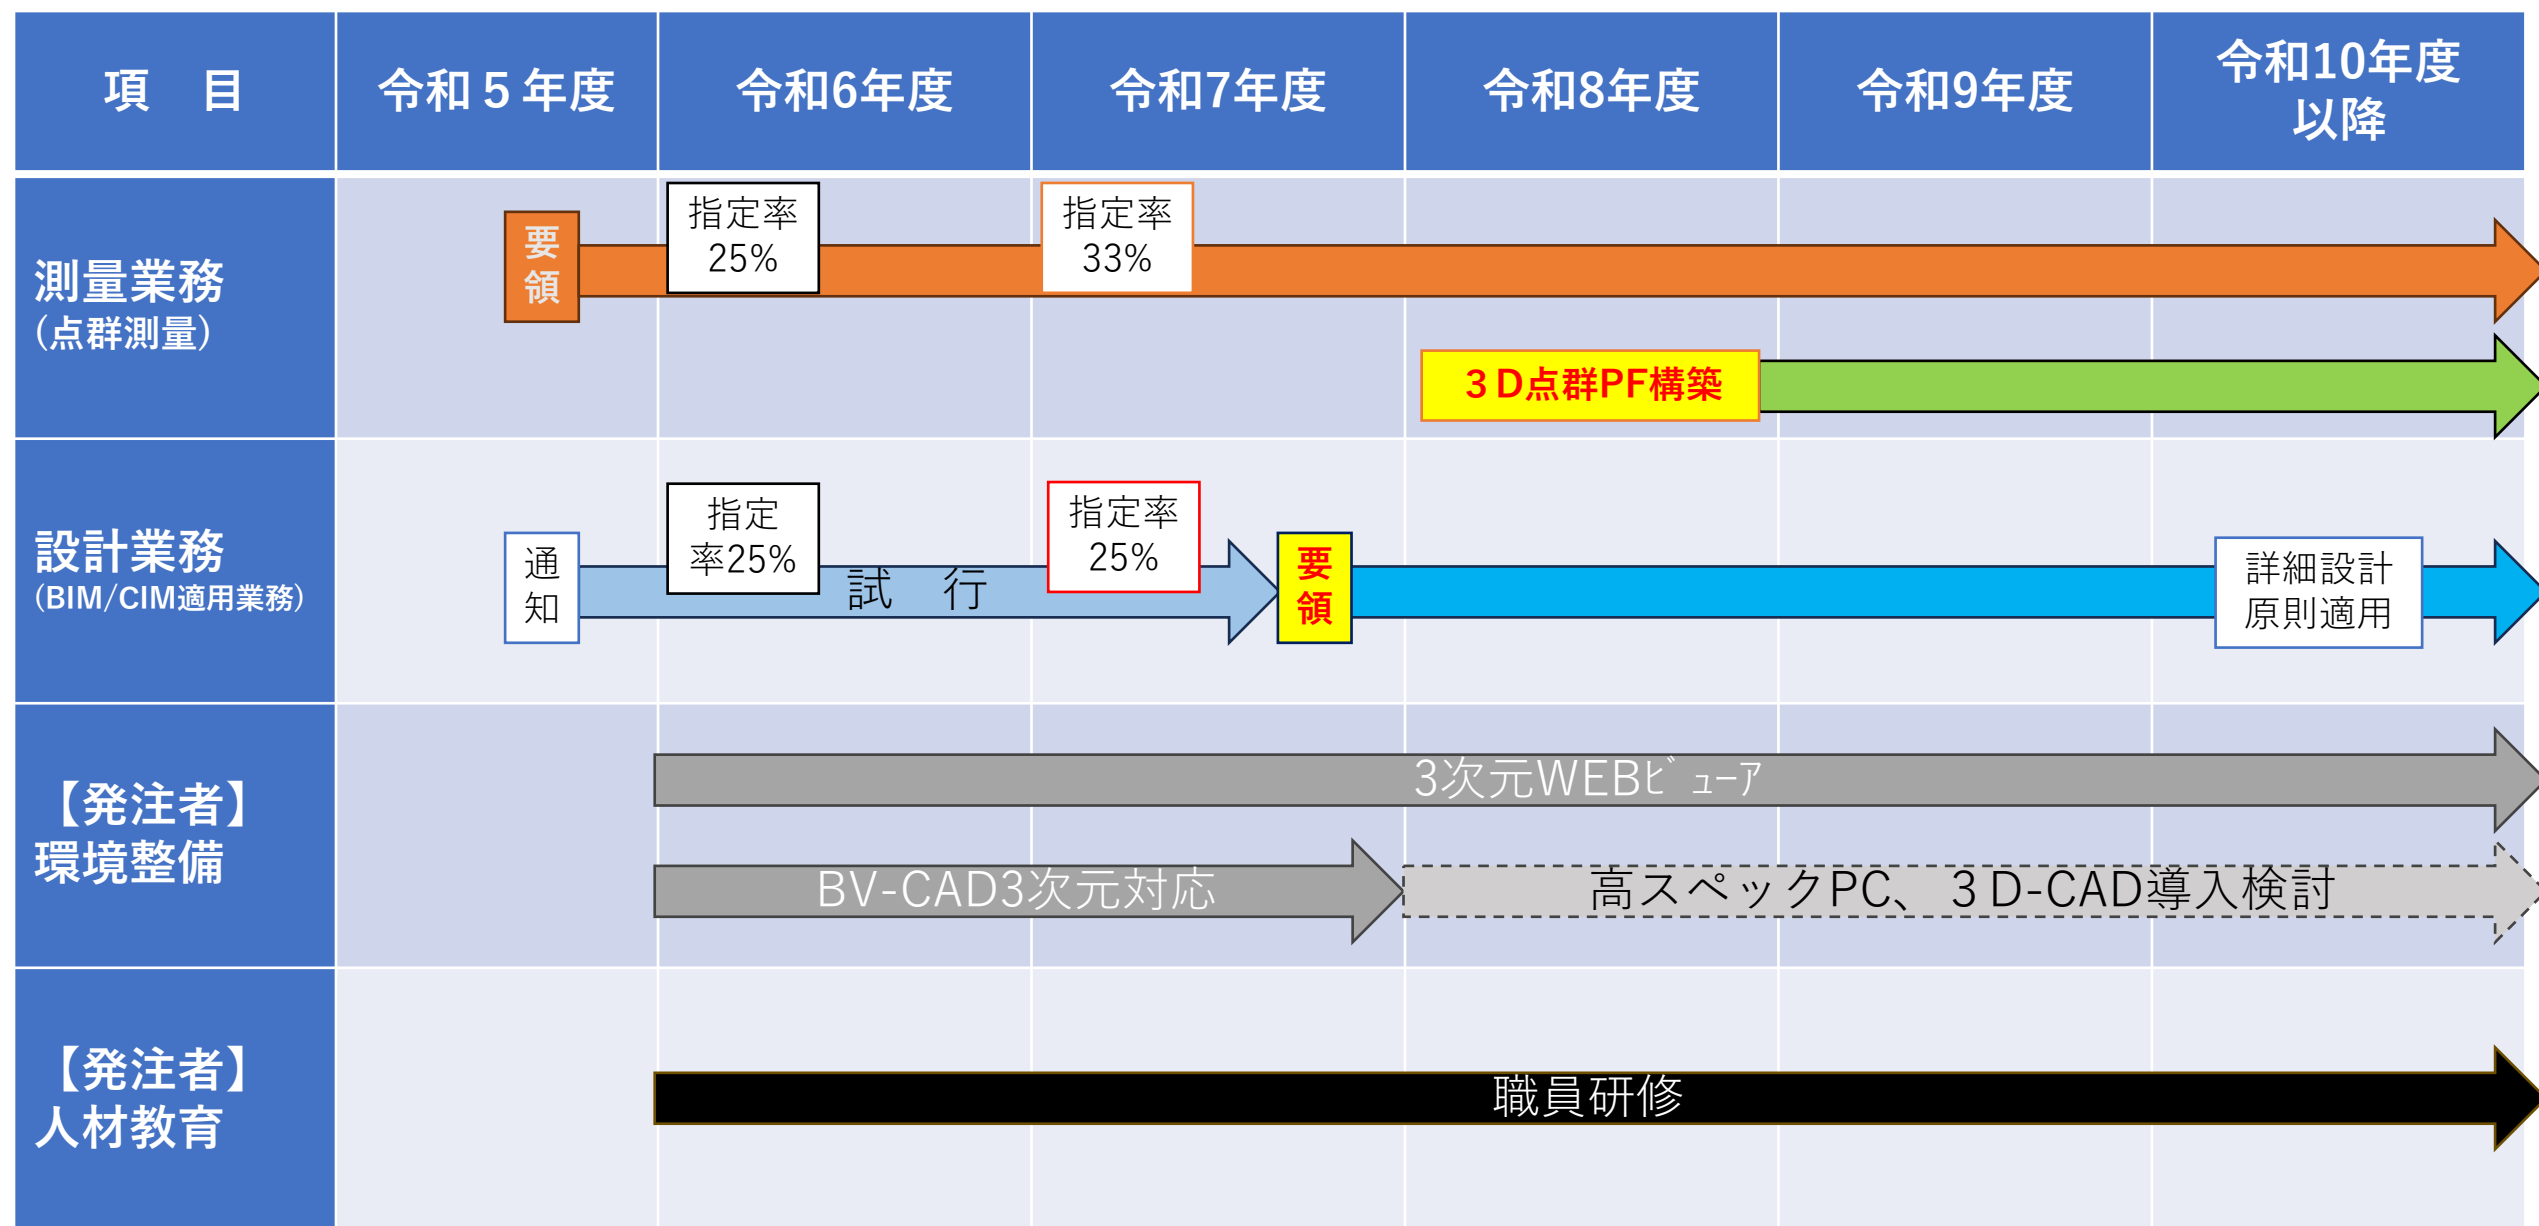 項　目
令和５年度
令和6年度
令和7年度
令和8年度
令和9年度
令和10年度
以降
測量業務
(点群測量)
要
領
指定率
25%
指定率
33%
３D点群PF構築
設計業務
(BIM/CIM適用業務)
通
知
指定
率25%
試　行
指定率
25%
要
領
詳細設計
原則適用
【発注者】
環境整備
3次元WEBﾋﾞｭｰｱ
BV-CAD3次元対応
高スペックPC、３D-CAD導入検討
【発注者】
人材教育
職員研修